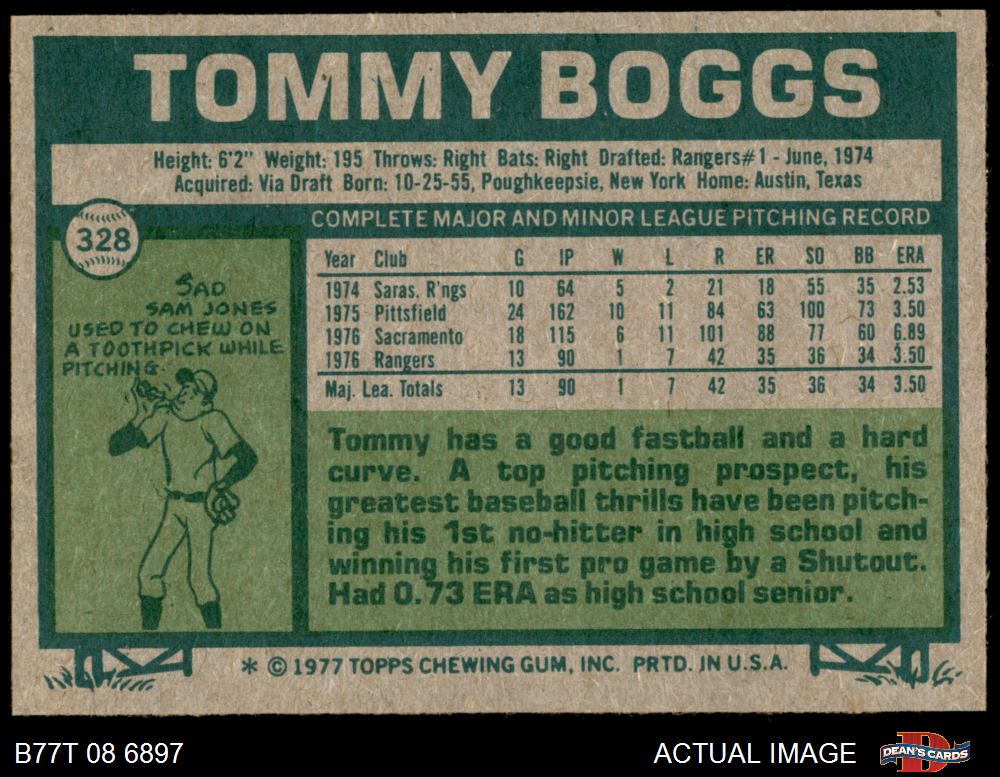 TOMMY BOGGS
Height: 6'2" Weight: 195 Throws: Right Bats: Right Drafted: Rangers#1 - June, 1974
Acquired: Via Draft Born: 10-25-55, Poughkeepsie, New York Home: Austin, Texas
328
COMPLETE MAJOR AND MINOR LEAGUE PITCHING RECORD
Year Club G IP W L R ER SO BB ERA
1974 Saras. R'ngs 10 64 5 2 21 18 55 35 2.53
1975 Pittsfield 24 162 10 11 84 63 100 73 3.50
1976 Sacramento 18 115 6 11 101 88 77 60 6.89
1976 Rangers 13 90 1 7 42 35 36 34 3.50
Maj. Lea. Totals 13 90 1 7 42 35 36 34 3.50
SAD
SAM JONES
USED TO CHEW ON
A TOOTHPICK WHILE
PITCHING.
Tommy has a good fastball and a hard
curve. A top pitching prospect, his
greatest baseball thrills have been pitch-
ing his 1st no-hitter in high school and
winning his first pro game by a Shutout.
Had 0.73 ERA as high school senior.
* © 1977 TOPPS CHEWING GUM, INC. PRTD. IN U.S.A.
B77T 08 6897
ACTUAL IMAGE
D
DEAN'S CARDS